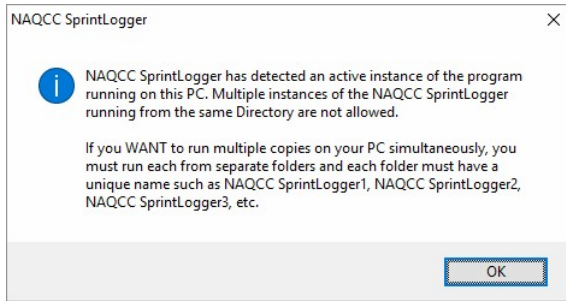 NAQCC SprintLogger
NAQCC SprintLogger has detected an active instance of the program
running on this PC. Multiple instances of the NAQCC SprintLogger
running from the same Directory are not allowed.
If you WANT to run multiple copies on your PC simultaneously, you
must run each from separate folders and each folder must have a
unique name such as NAQCC SprintLogger1, NAQCC SprintLogger2,
NAQCC SprintLogger3, etc.
OK